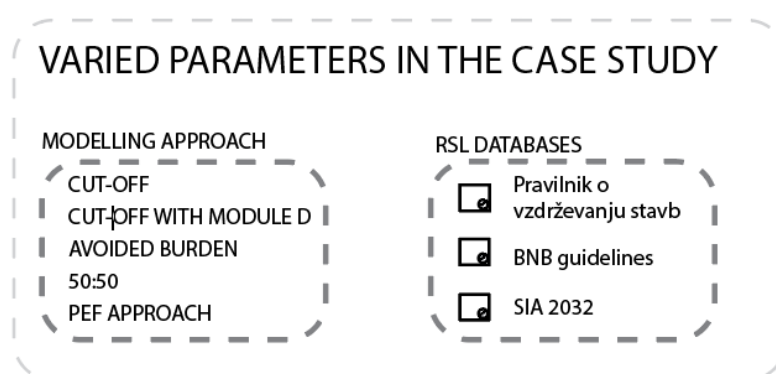 VARIED PARAMETERS IN THE CASE STUDY
MODELLING APPROACH
CUT-OFF
CUT-OFF WITH MODULE D
AVOIDED BURDEN
50:50
PEF APPROACH
RSL DATABASES
Pravilnik o
vzdrževanju stavb
BNB guidelines
SIA 2032